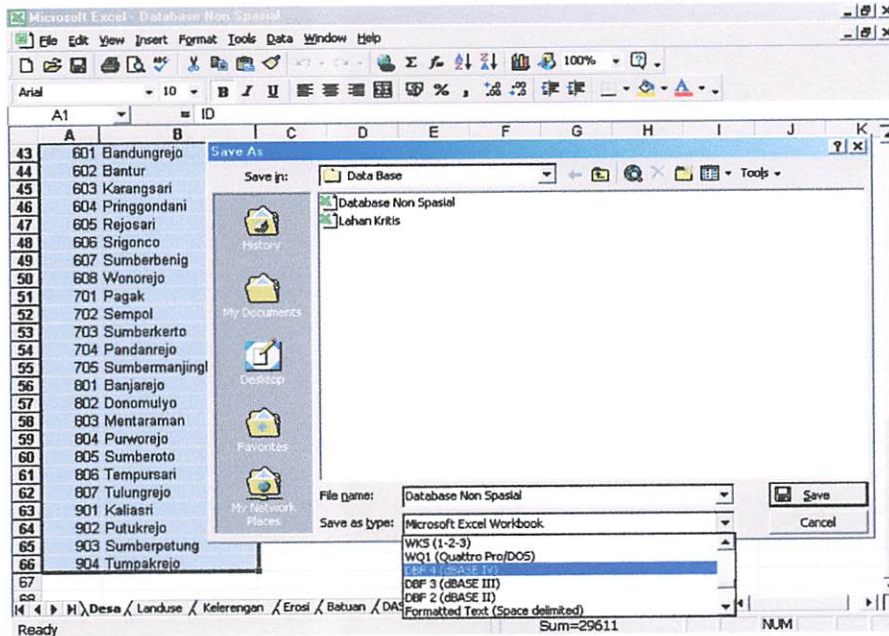 Microsoft Excel - Database Non Spasial
File Edit View Insert Format Tools Data Window Help
100%
Arial 10 B I U
A1 = ID
A B C D E F G H I J K
43 601 Bandungrejo
44 602 Bantur
45 603 Karangsari
46 604 Pringgondani
47 605 Rejosari
48 606 Srigonco
49 607 Sumberbenig
50 608 Wonorejo
51 701 Pagak
52 702 Sempol
53 703 Sumberkerto
54 704 Pandanrejo
55 705 Sumbermanjingl
56 801 Banjarejo
57 802 Donomulyo
58 803 Mentaraman
59 804 Purworejo
60 805 Sumberoto
61 806 Tempursari
62 807 Tulungrejo
63 901 Kaliasri
64 902 Putukrejo
65 903 Sumberpetung
66 904 Tumpakrejo
67
68
Save As
Save in: Data Base Tools
History
My Documents
Desktop
Favorites
My Network Places
Database Non Spasial
Lahan Kritis
File name: Database Non Spasial Save
Save as type: Microsoft Excel Workbook Cancel
WKS (1-2-3)
WQ1 (Quattro Pro/DOS)
DBF 4 (dBASE IV)
DBF 3 (dBASE III)
DBF 2 (dBASE II)
Formatted Text (Space delimited)
Desa / Landuse / Kelerengan / Erosi / Batuan / DAS
Ready Sum=29611 NUM